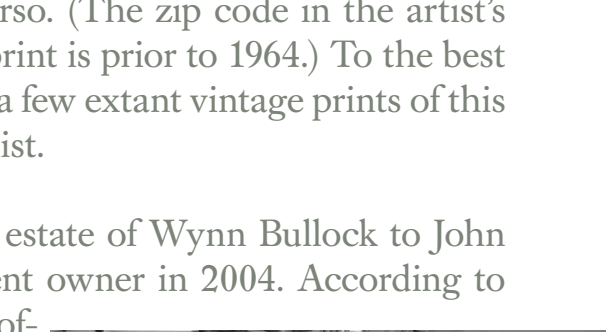 rso. (The zip code in the artist's
print is prior to 1964.) To the best
a few extant vintage prints of this
ist.
estate of Wynn Bullock to John
ent owner in 2004. According to
of-